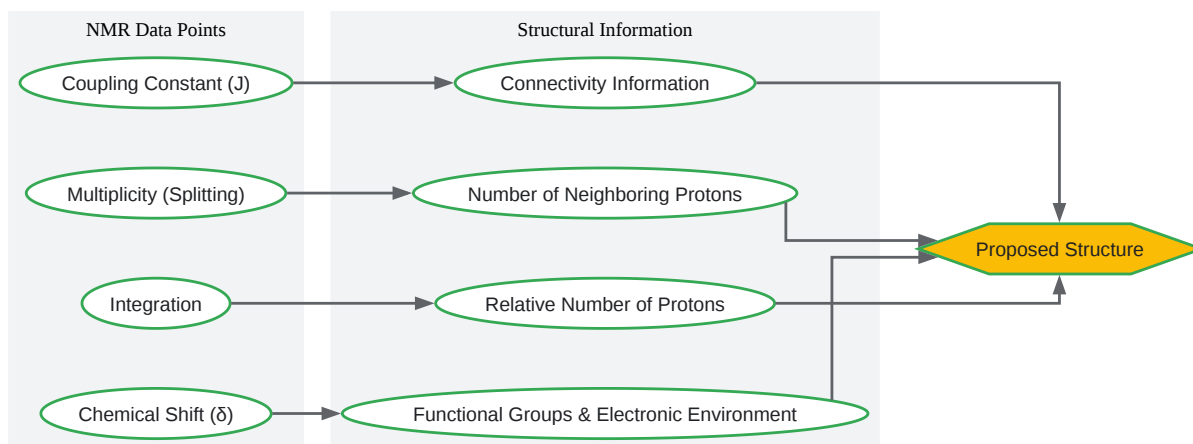 NMR Data Points
Structural Information
Coupling Constant (J)
Connectivity Information
Multiplicity (Splitting)
Number of Neighboring Protons
Proposed Structure
Integration
Relative Number of Protons
Chemical Shift (δ)
Functional Groups & Electronic Environment